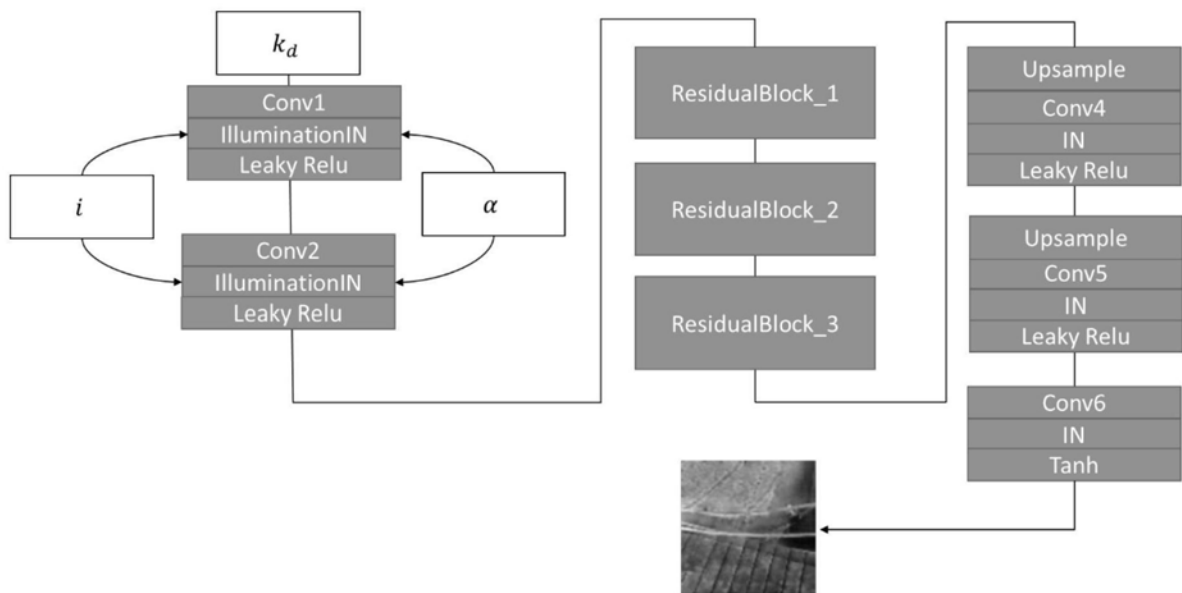 k_d
Conv1
IlluminationIN
Leaky Relu
i
α
Conv2
IlluminationIN
Leaky Relu
ResidualBlock_1
ResidualBlock_2
ResidualBlock_3
Upsample
Conv4
IN
Leaky Relu
Upsample
Conv5
IN
Leaky Relu
Conv6
IN
Tanh